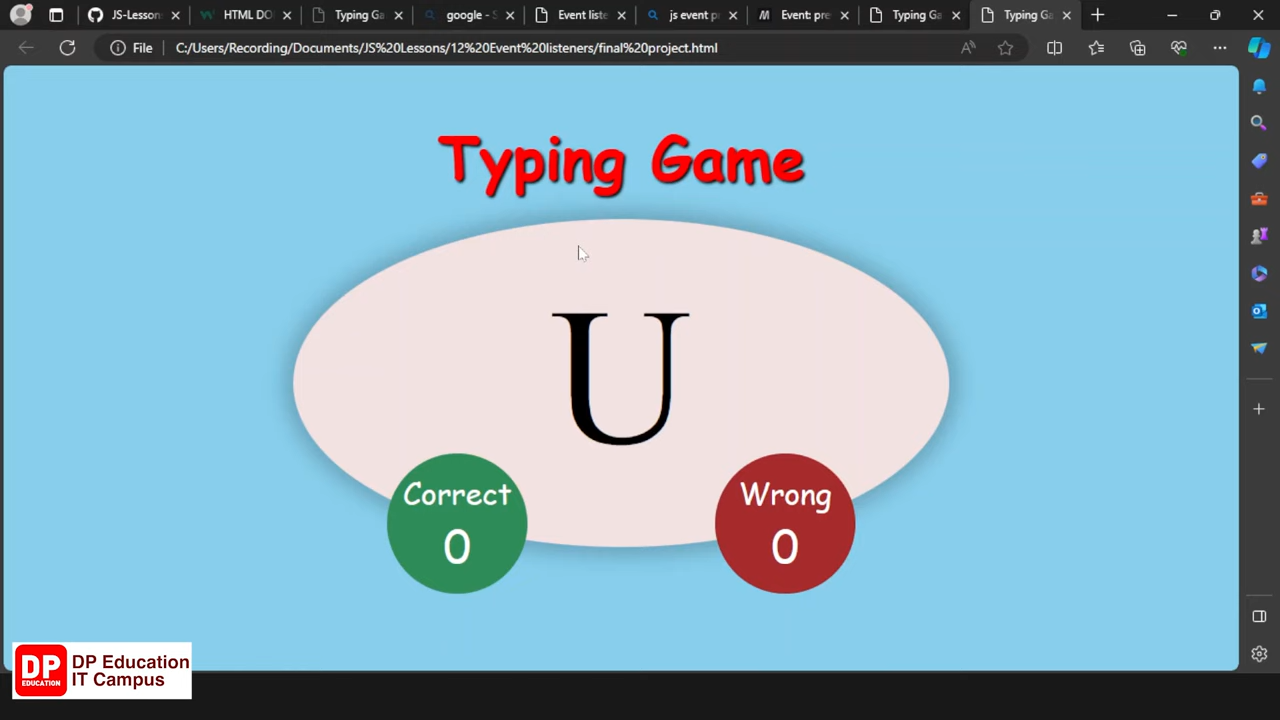 JS-Lesson
HTML DO
Typing Ga
google - S
Event liste
js event p
Event: pre
Typing Ga
Typing Ga
File
C:/Users/Recording/Documents/JS%20Lessons/12%20Event%20listeners/final%20project.html
Typing Game
U
Correct
0
Wrong
0
DP
EDUCATION
DP Education
IT Campus